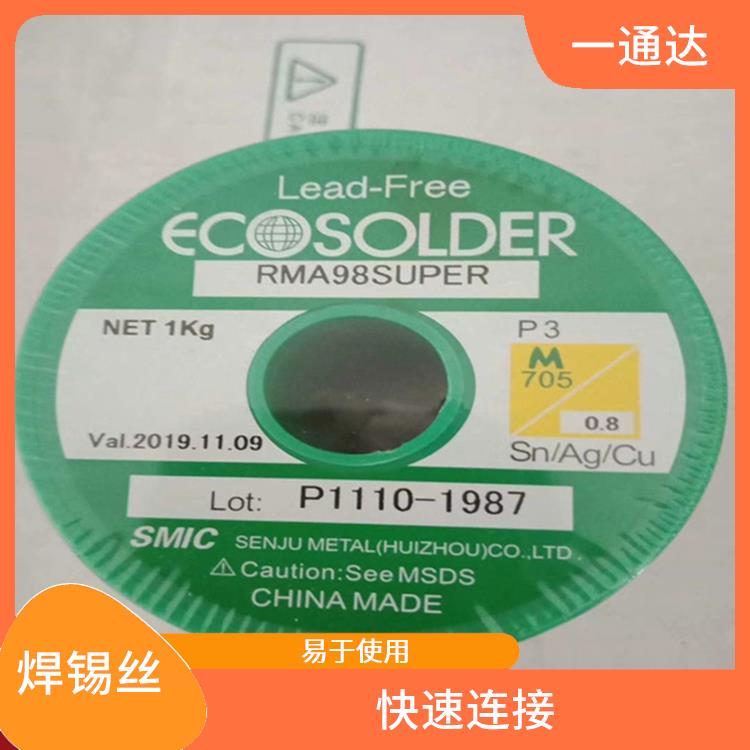 一通达
Lead-Free
ECOSOLDER
RMA98SUPER
NET 1Kg
P3
M
705
0.8
Val.2019.11.09
Sn/Ag/Cu
Lot: P1110-1987
SMIC SENJU METAL(HUIZHOU)CO.,LTD.
⚠Caution:See MSDS
CHINA MADE
焊锡丝
易于使用
快速连接